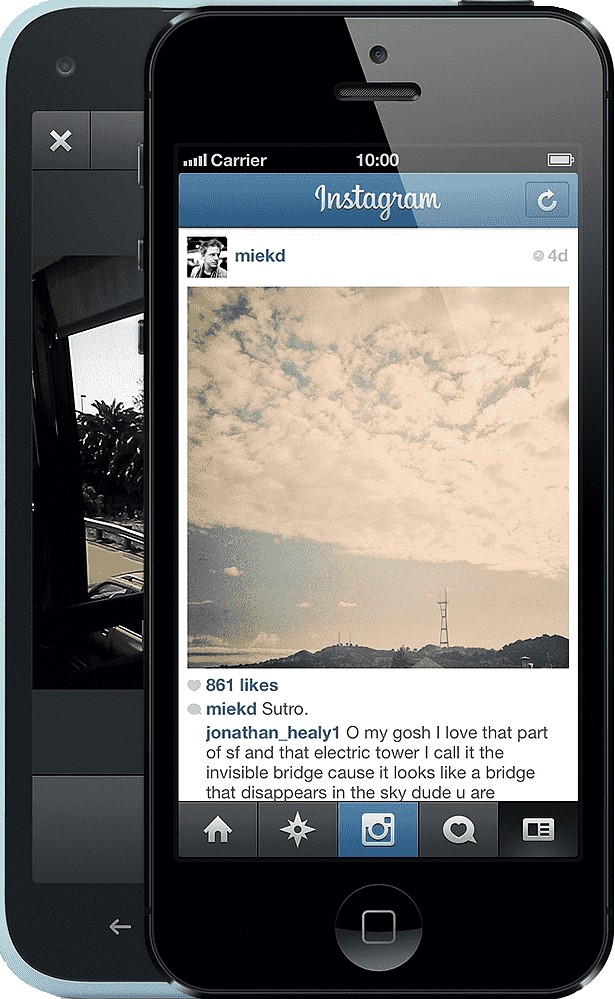 Carrier 10:00
Instagram
miekd 4d
861 likes
miekd Sutro.
jonathan_healy1 O my gosh I love that part
of sf and that electric tower I call it the
invisible bridge cause it looks like a bridge
that disappears in the sky dude u are